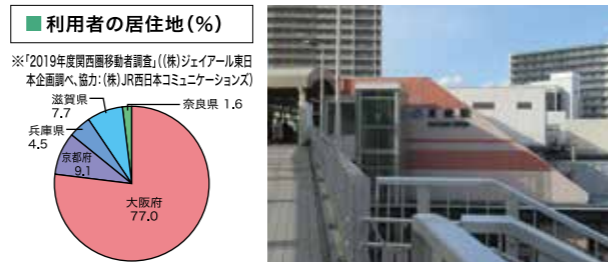 ■利用者の居住地(%)
※「2019年度関西圏移動者調査」((株)ジェイアール東日
本企画調べ、協力:(株)JR西日本コミュニケーションズ)
滋賀県
7.7
奈良県 1.6
兵庫県
4.5
京都府
9.1
大阪府
77.0